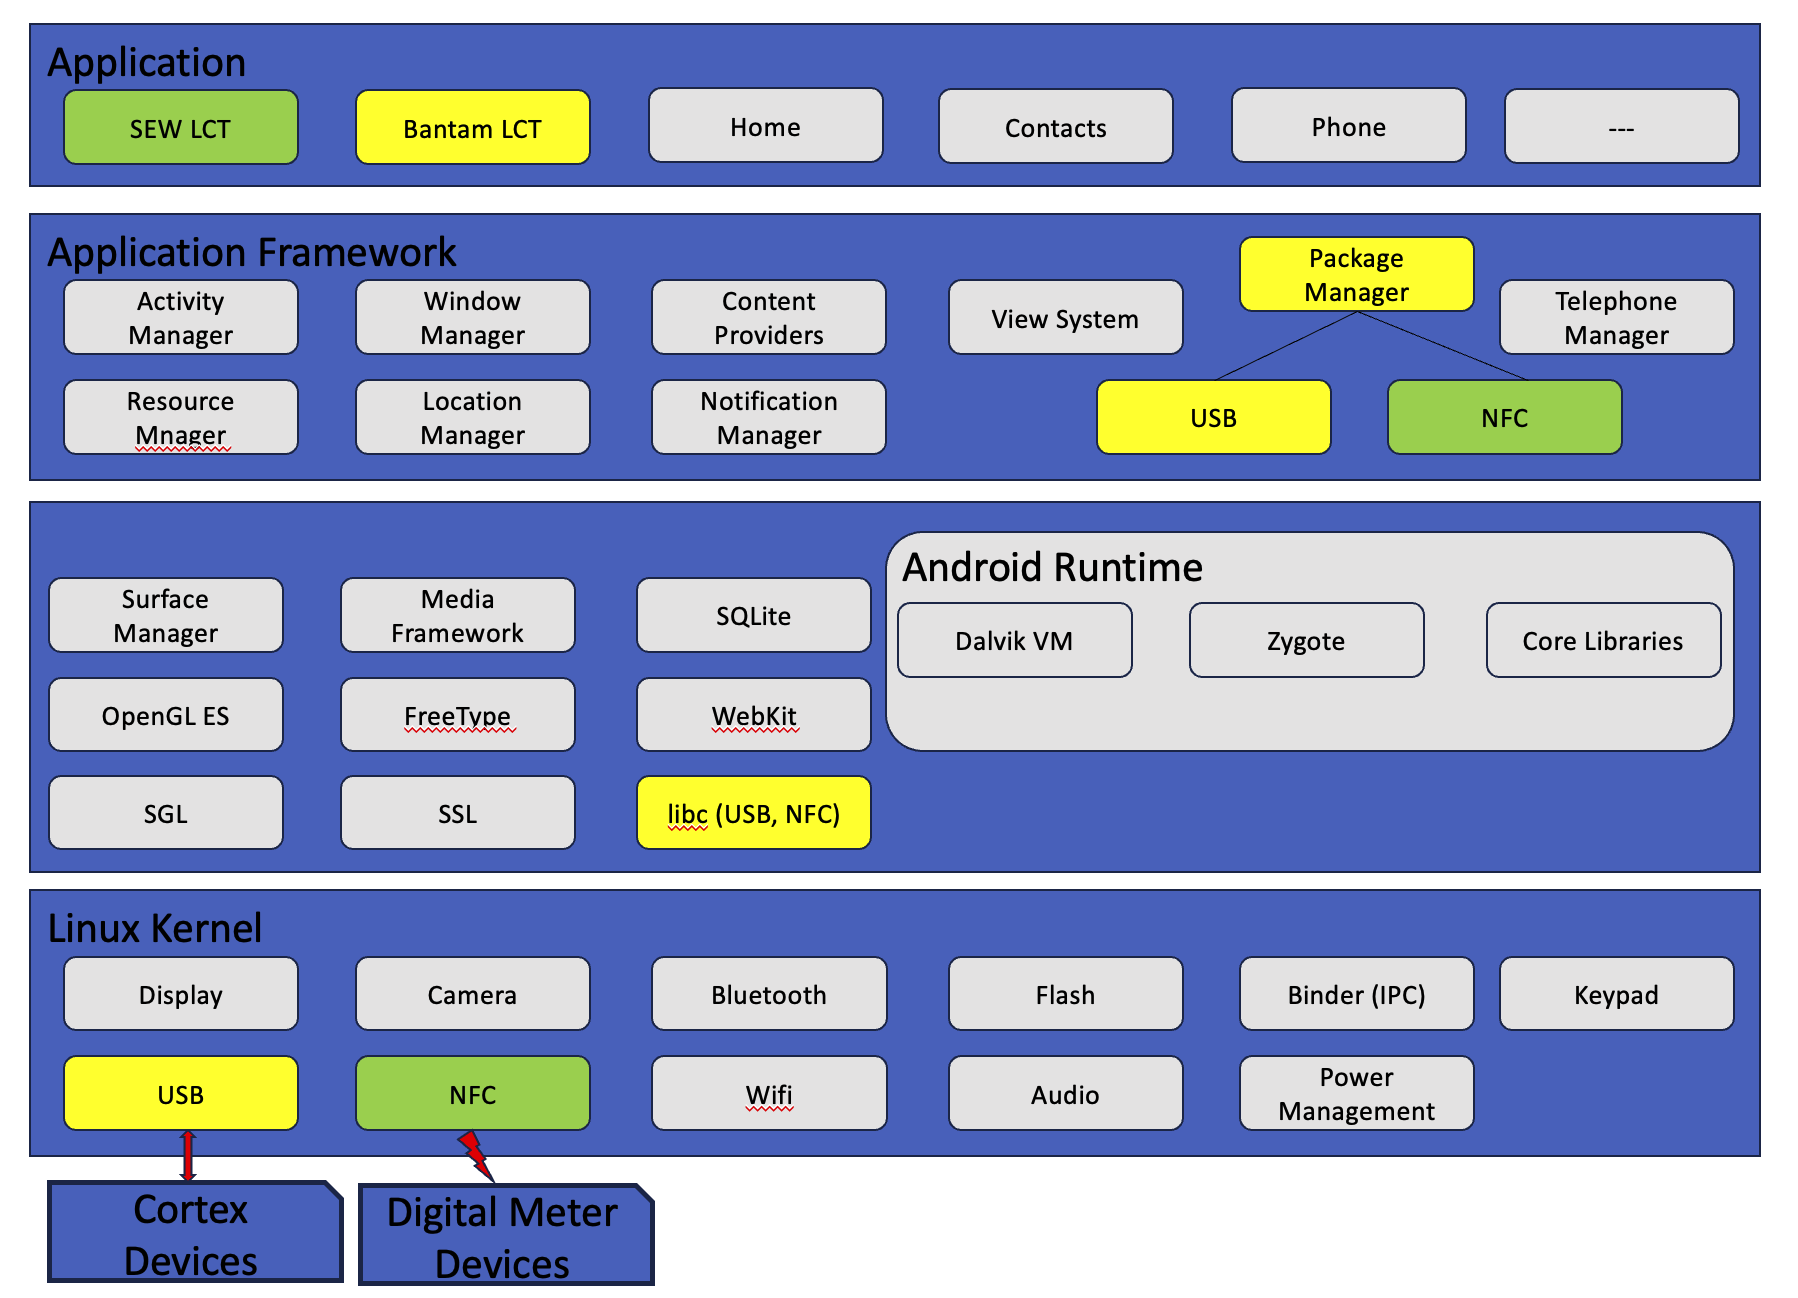 Application
SEW LCT
Bantam LCT
Home
Contacts
Phone
---
Application Framework
Activity
Manager
Window
Manager
Content
Providers
View System
Package
Manager
Telephone
Manager
Resource
Mnager
Location
Manager
Notification
Manager
USB
NFC
Surface
Manager
Media
Framework
SQLite
Android Runtime
Dalvik VM
Zygote
Core Libraries
OpenGL ES
FreeType
WebKit
SGL
SSL
libc (USB, NFC)
Linux Kernel
Display
Camera
Bluetooth
Flash
Binder (IPC)
Keypad
USB
NFC
Wifi
Audio
Power
Management
Cortex
Devices
Digital Meter
Devices